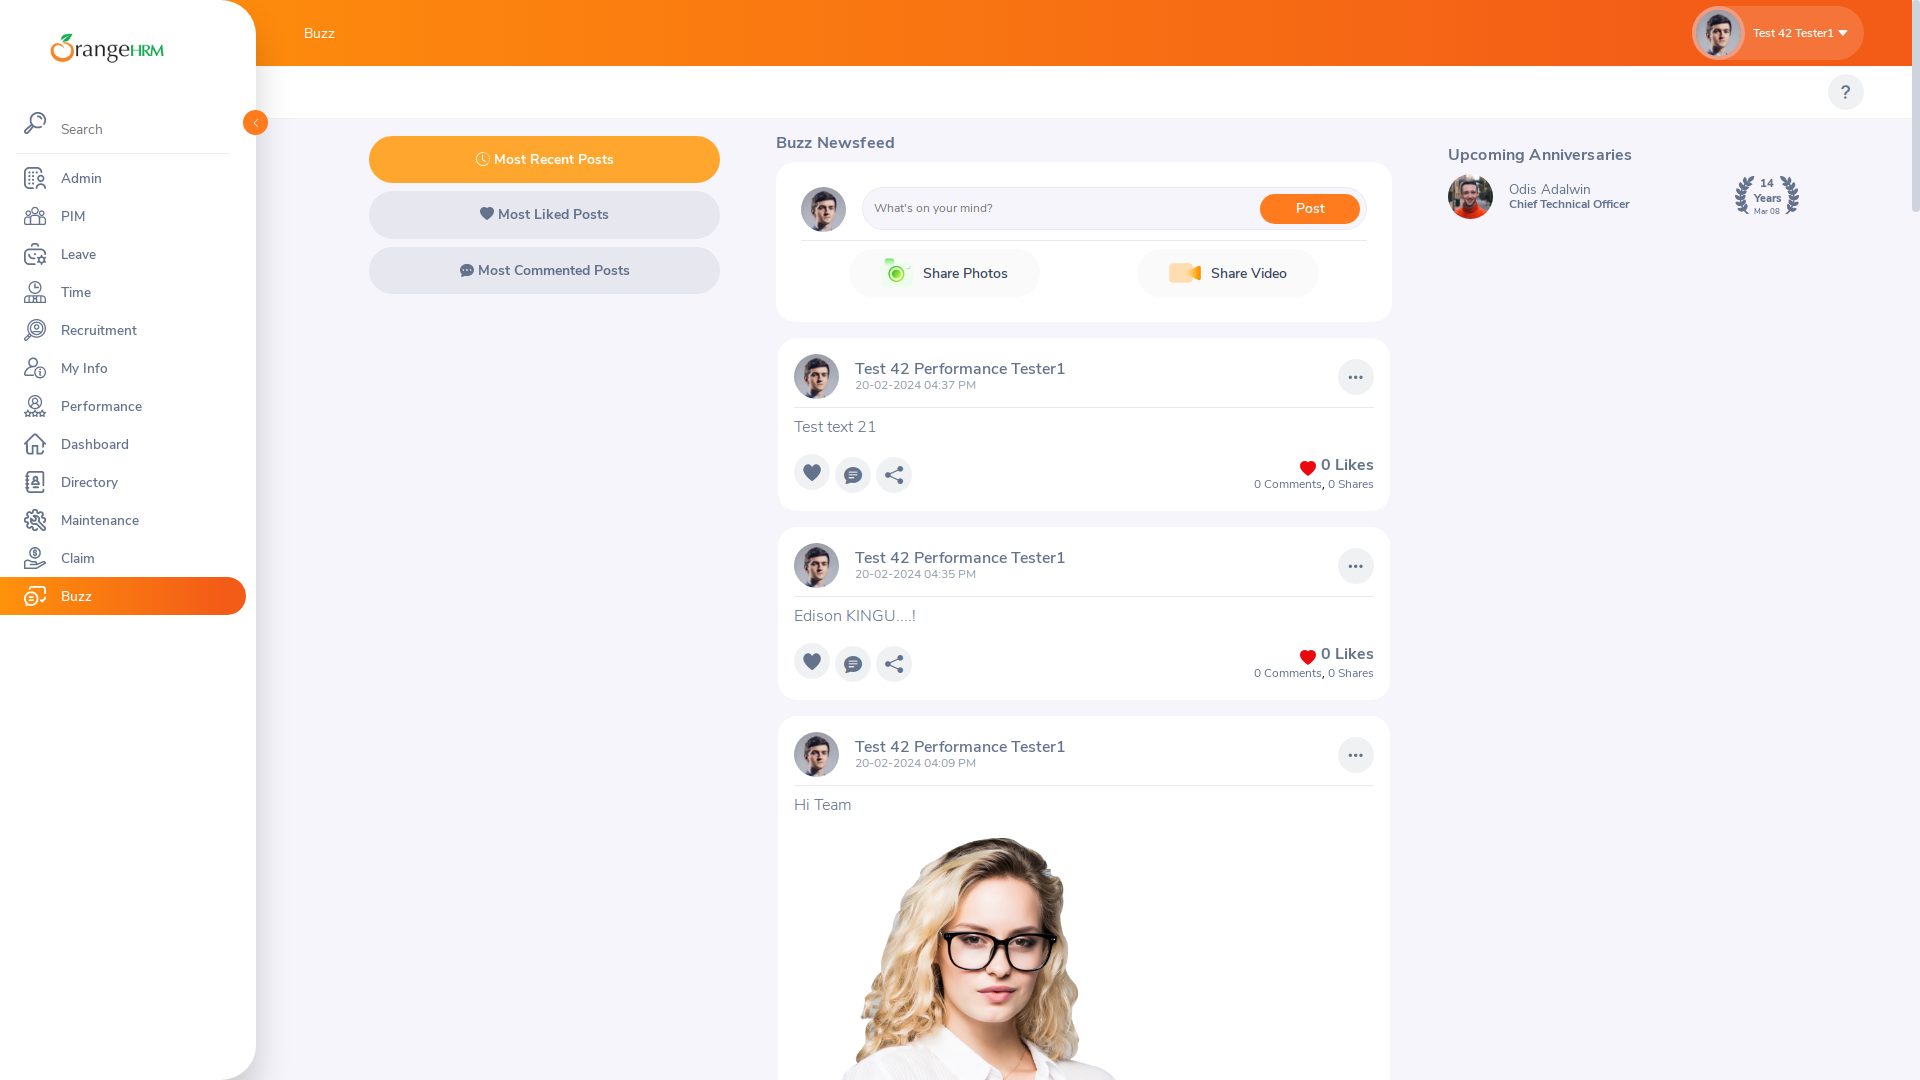 OrangeHRM
Search
Admin
PIM
Leave
Time
Recruitment
My Info
Performance
Dashboard
Directory
Maintenance
Claim
Buzz
Buzz
Test 42 Tester1
?
Most Recent Posts
Most Liked Posts
Most Commented Posts
Buzz Newsfeed
What's on your mind?
Post
Share Photos
Share Video
Test 42 Performance Tester1
20-02-2024 04:37 PM
Test text 21
0 Likes
0 Comments, 0 Shares
Test 42 Performance Tester1
20-02-2024 04:35 PM
Edison KINGU....!
0 Likes
0 Comments, 0 Shares
Test 42 Performance Tester1
20-02-2024 04:09 PM
Hi Team
Upcoming Anniversaries
Odis Adalwin
Chief Technical Officer
14
Years
Mar 08